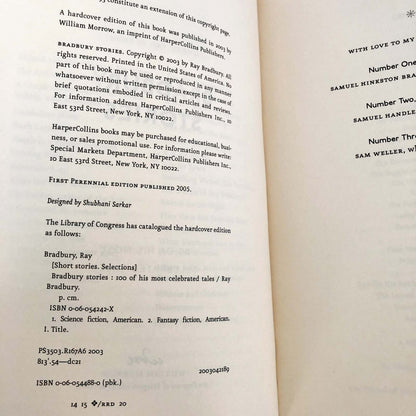 constitute an extension of this copyright page.
A hardcover edition of this book was published in 2003 by
William Morrow, an imprint of HarperCollins Publishers.
BRADBURY STORIES. Copyright © 2003 by Ray Bradbury. All
rights reserved. Printed in the United States of America. No
part of this book may be used or reproduced in any manner
whatsoever without written permission except in the case of
brief quotations embodied in critical articles and reviews.
For information address HarperCollins Publishers Inc., 10
East 53rd Street, New York, NY 10022.
HarperCollins books may be purchased for educational, busi-
ness, or sales promotional use. For information please write:
Special Markets Department, HarperCollins Publishers Inc.,
10 East 53rd Street, New York, NY 10022.
FIRST PERENNIAL EDITION PUBLISHED 2005.
Designed by Shubhani Sarkar
The Library of Congress has catalogued the hardcover edition
as follows:
Bradbury, Ray
[Short stories. Selections]
Bradbury stories : 100 of his most celebrated tales / Ray
Bradbury.
p. cm.
ISBN 0-06-054242-X
1. Science fiction, American. 2. Fantasy fiction, American.
I. Title.
PS3503.R167A6 2003
813'.54—dc21
2003042189
ISBN 0-06-054488-0 (pbk.)
14 15 ❖/RRD 20
WITH LOVE TO MY
Number One
SAMUEL HINKSTON BRA
Number Two,
SAMUEL HANDLE
Number Thre
SAM WELLER, wh